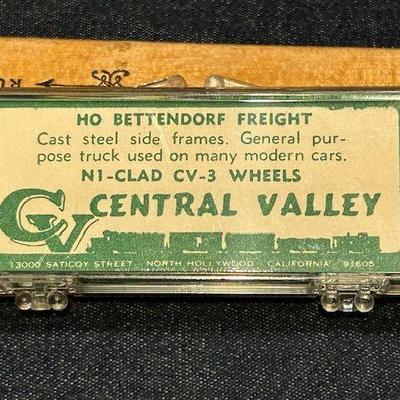 HO BETTENDORF FREIGHT
Cast steel side frames. General pur-
pose truck used on many modern cars.
N1-CLAD CV-3 WHEELS
CV CENTRAL VALLEY
13000 SATICOY STREET NORTH HOLLYWOOD - CALIFORNIA 91605